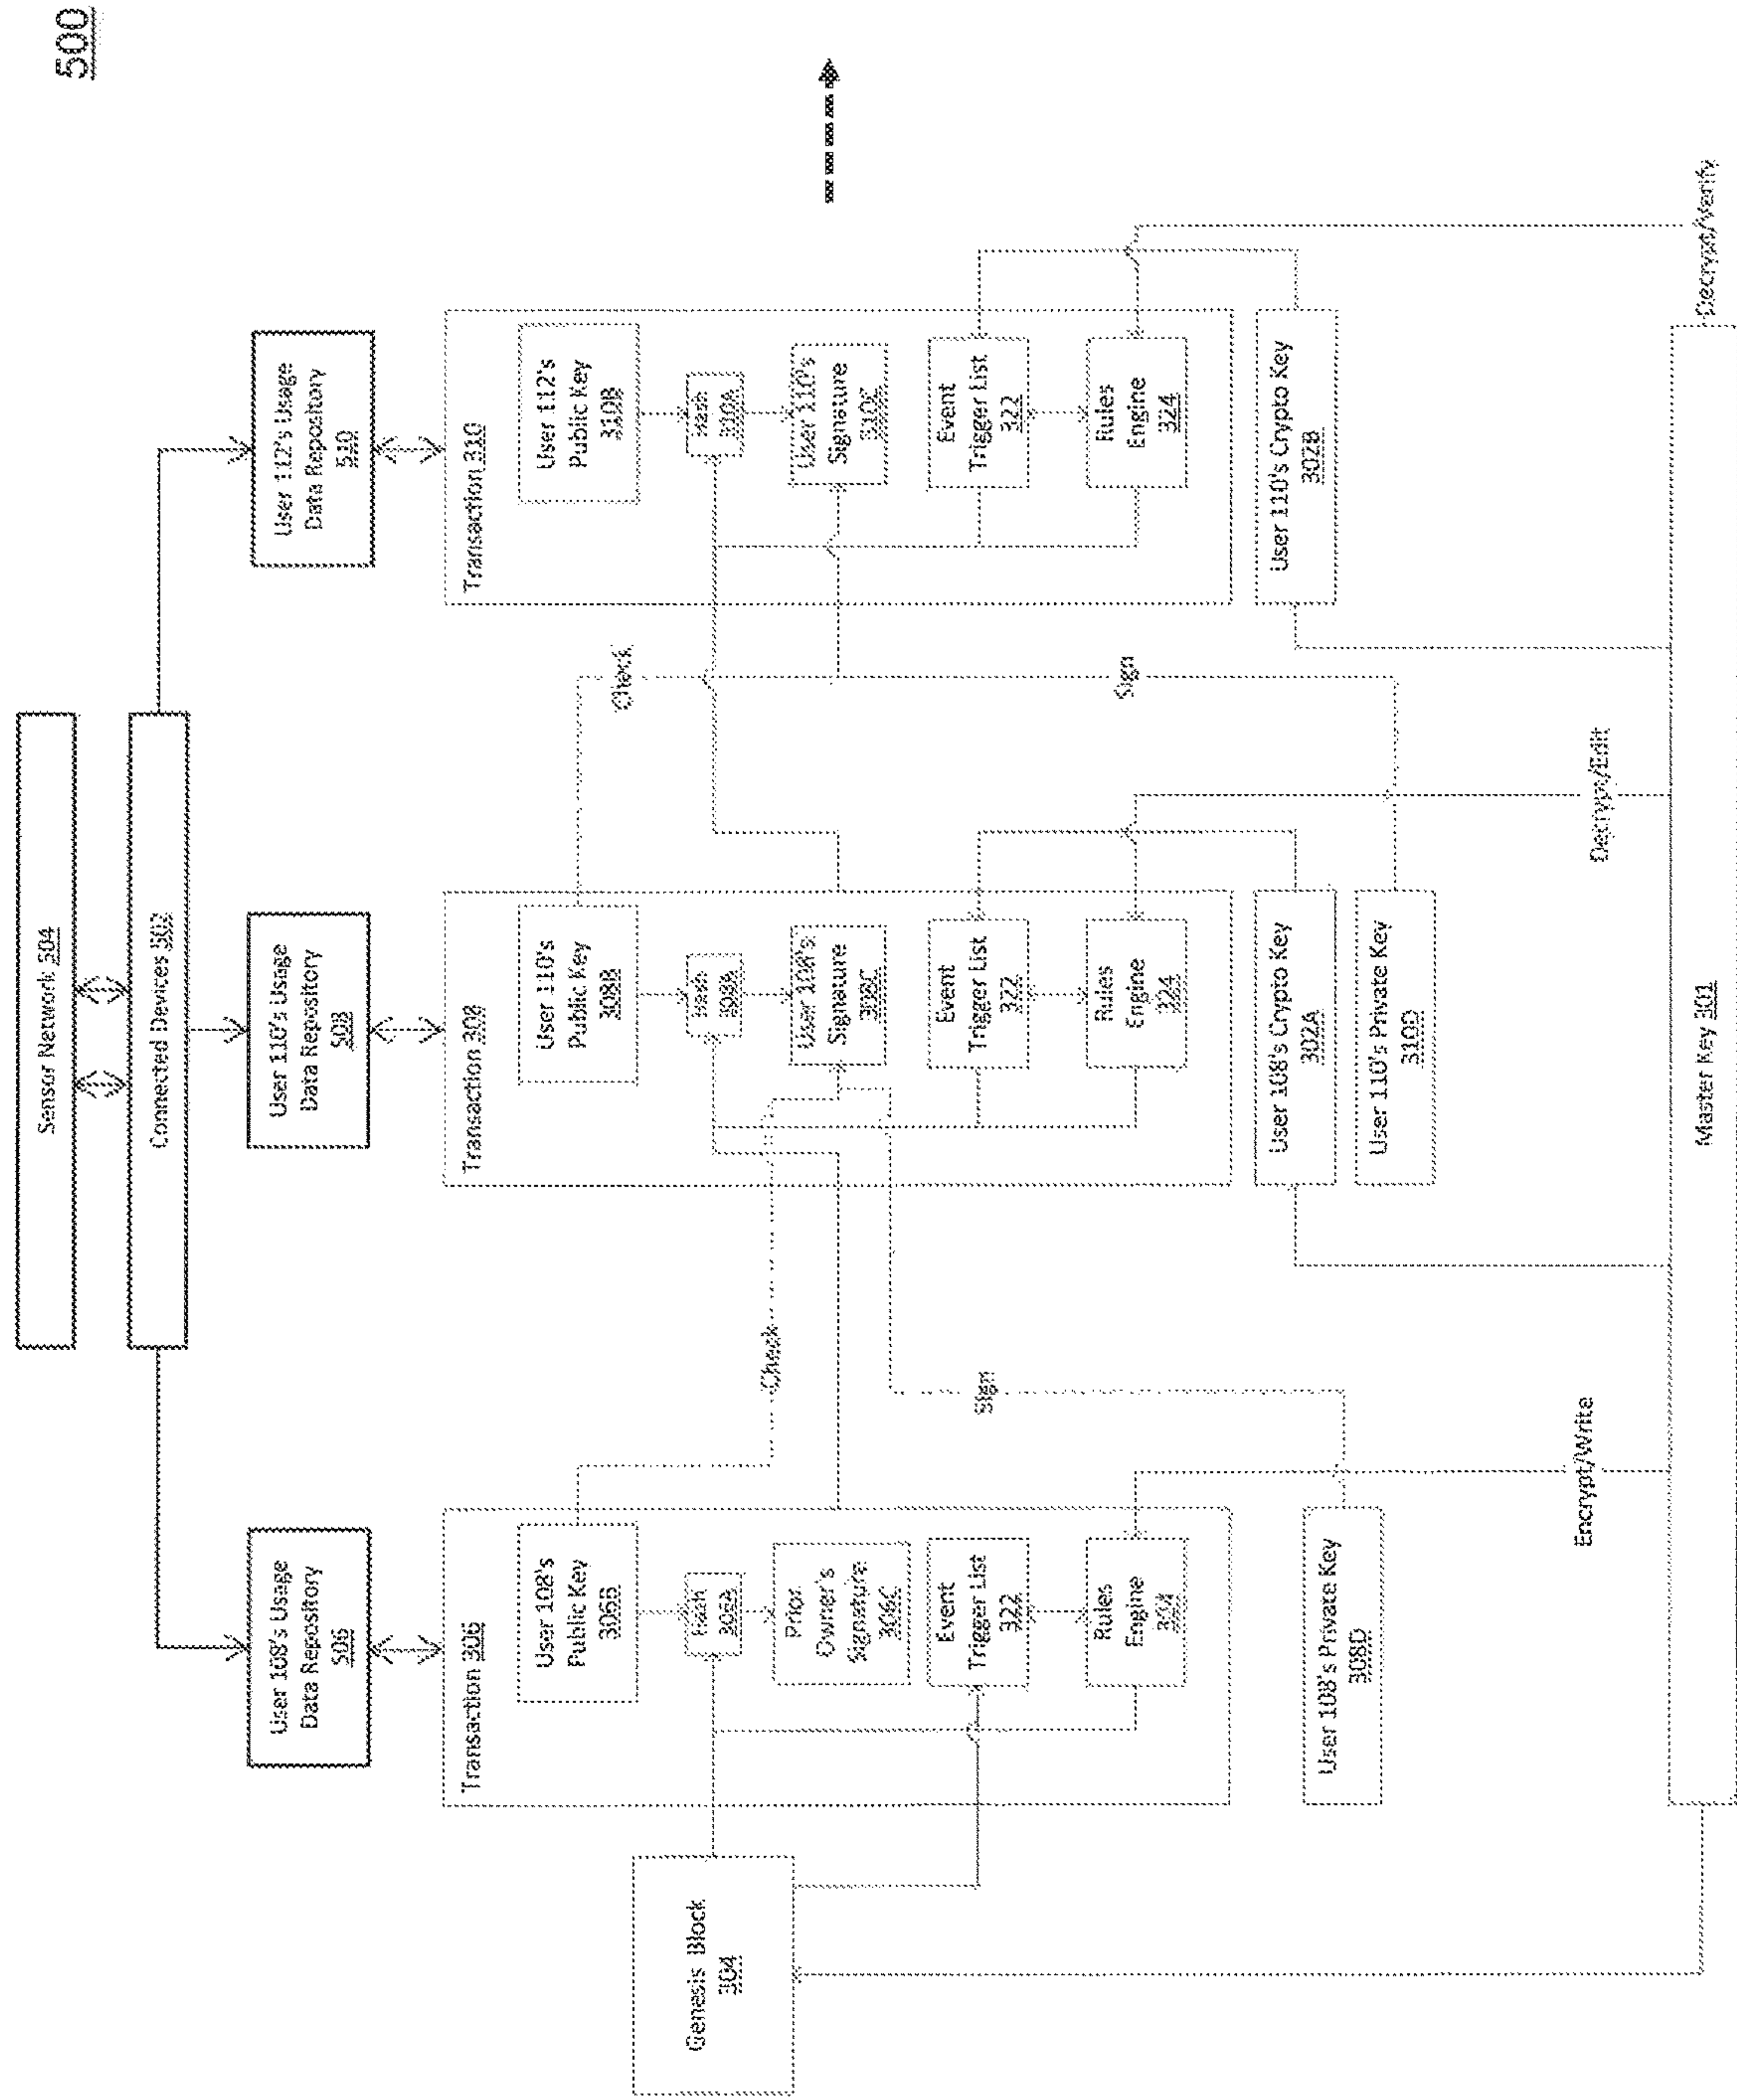 500
Sensor Network 504
Connected Devices 502
User 108's Usage
Data Repository
506
User 110's Usage
Data Repository
508
User 112's Usage
Data Repository
510
Transaction 306
User 108's
Public Key
306B
Hash
306A
Prior
Owner's
Signature
306C
Event
Trigger List
322
Rules
Engine
324
Transaction 308
User 110's
Public Key
308B
Hash
308A
User 108's
Signature
308C
Event
Trigger List
322
Rules
Engine
324
Transaction 310
User 112's
Public Key
310B
Hash
310A
User 110's
Signature
310C
Event
Trigger List
322
Rules
Engine
324
Genesis Block
304
Check
Sign
Check
Sign
User 108's Private Key
308D
User 108's Crypto Key
302A
User 110's Private Key
310D
User 110's Crypto Key
302B
Encrypt/Write
Decrypt/Edit
Decrypt/Verify
Master Key 301